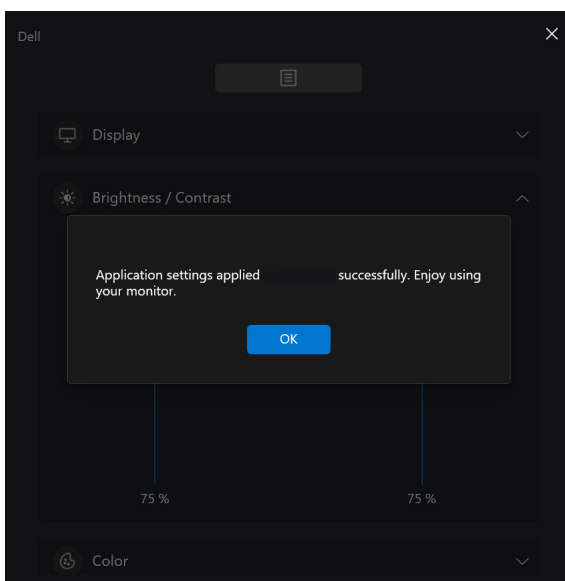 Dell
Display
Brightness / Contrast
Application settings applied successfully. Enjoy using
your monitor.
OK
75 % 75 %
Color